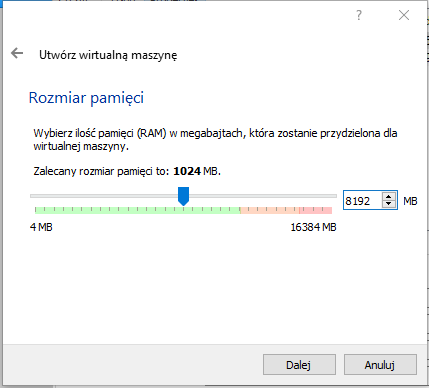 ?
Utwórz wirtualną maszynę
Rozmiar pamięci
Wybierz ilość pamięci (RAM) w megabajtach, która zostanie przydzielona dla
wirtualnej maszyny.
Zalecany rozmiar pamięci to: 1024 MB.
8192 MB
4 MB 16384 MB
Dalej Anuluj